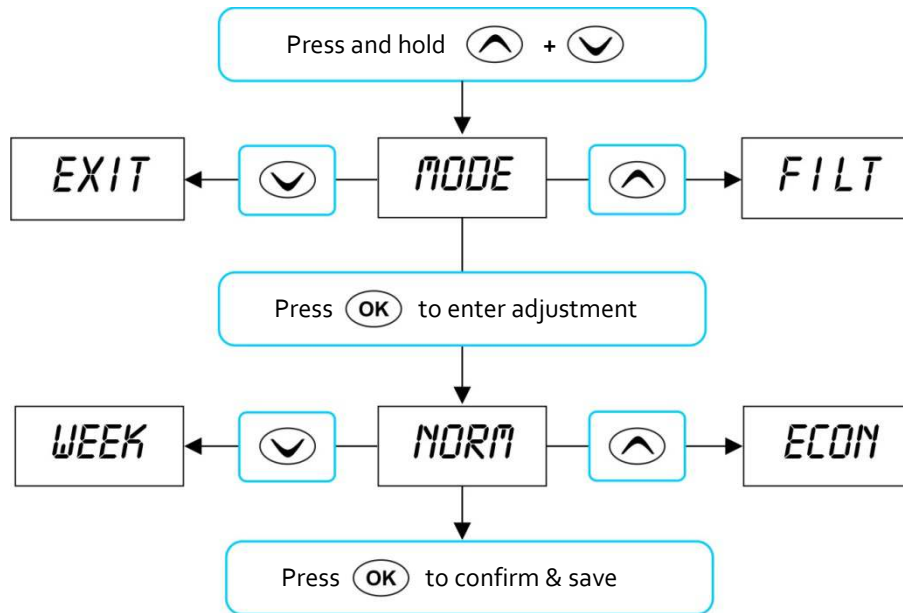 Press and hold +
EXIT MODE FILT
Press OK to enter adjustment
WEEK NORM ECON
Press OK to confirm & save